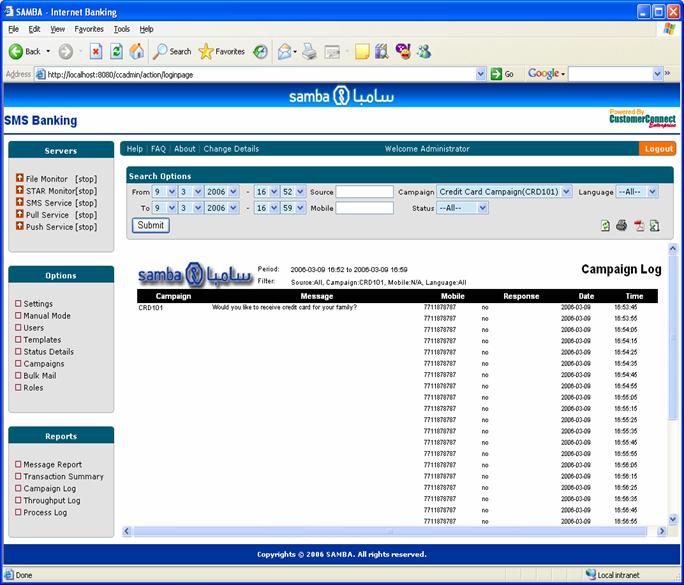 SAMBA - Internet Banking
File Edit View Favorites Tools Help
Back Search Favorites
Address http://localhost:8080/ccadmin/action/loginpage Go Google
samba سامبا
SMS Banking
Powered By
CustomerConnect
Enterprise
Servers
File Monitor [stop]
STAR Monitor[stop]
SMS Service [stop]
Pull Service [stop]
Push Service [stop]
Options
Settings
Manual Mode
Users
Templates
Status Details
Campaigns
Bulk Mail
Roles
Reports
Message Report
Transaction Summary
Campaign Log
Throughput Log
Process Log
Help | FAQ | About | Change Details Welcome Administrator Logout
Search Options
From 9 3 2006 - 16 52 Source Campaign Credit Card Campaign(CRD101) Language --All--
To 9 3 2006 - 16 59 Mobile Status --All--
Submit
samba سامبا
Period: 2006-03-09 16:52 to 2006-03-09 16:59
Filter: Source:All, Campaign:CRD101, Mobile:N/A, Language:All
Campaign Log
Campaign Message Mobile Response Date Time
CRD101 Would you like to receive credit card for your family? 7711878787 no 2006-03-09 16:53:45
7711878787 no 2006-03-09 16:53:55
7711878787 no 2006-03-09 16:54:05
7711878787 no 2006-03-09 16:54:15
7711878787 no 2006-03-09 16:54:25
7711878787 no 2006-03-09 16:54:35
7711878787 no 2006-03-09 16:54:45
7711878787 no 2006-03-09 16:54:55
7711878787 no 2006-03-09 16:55:05
7711878787 no 2006-03-09 16:55:15
7711878787 no 2006-03-09 16:55:25
7711878787 no 2006-03-09 16:55:35
7711878787 no 2006-03-09 16:55:45
7711878787 no 2006-03-09 16:55:55
7711878787 no 2006-03-09 16:56:05
7711878787 no 2006-03-09 16:56:15
7711878787 no 2006-03-09 16:56:25
7711878787 no 2006-03-09 16:56:35
7711878787 no 2006-03-09 16:56:45
7711878787 no 2006-03-09 16:56:55
Copyrights © 2006 SAMBA. All rights reserved.
Done Local intranet